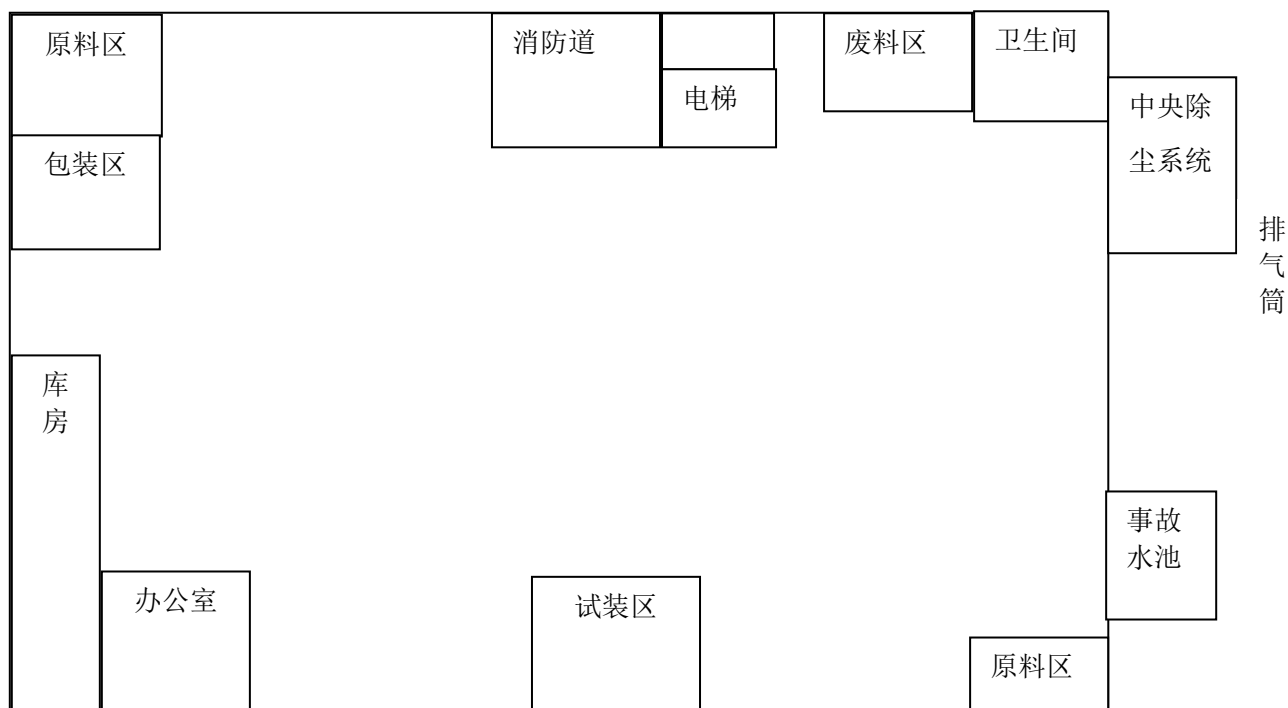 原料区
消防道
电梯
废料区
卫生间
中央除
尘系统
包装区
排
气
筒
库
房
事故
水池
办公室
试装区
原料区